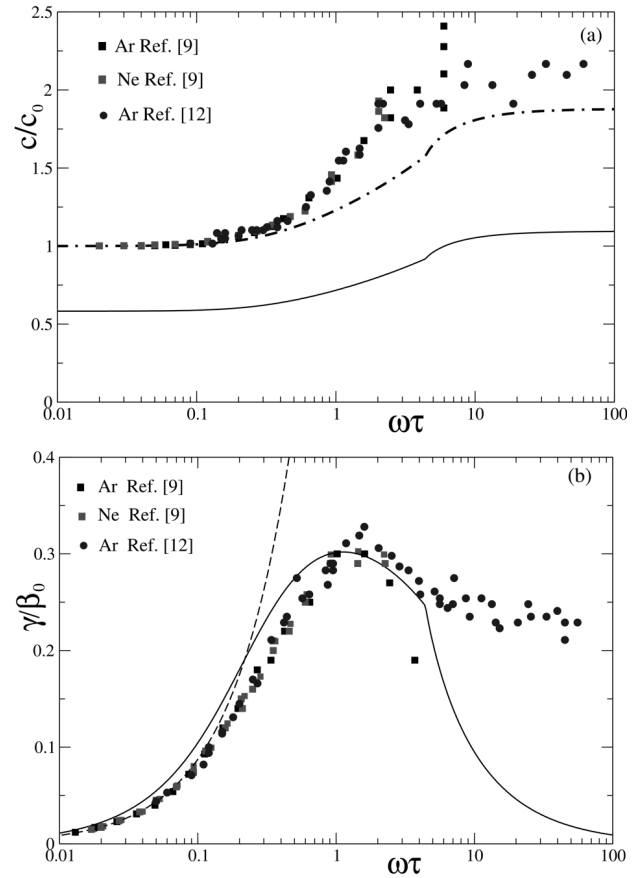 2.5
(a)
Ar Ref. [9]
Ne Ref. [9]
Ar Ref. [12]
2
1.5
1
0.5
0
c/c₀
0.01
0.1
1
10
100
ωτ
0.4
(b)
Ar Ref. [9]
Ne Ref. [9]
Ar Ref. [12]
0.3
0.2
0.1
0
γ/β₀
0.01
0.1
1
10
100
ωτ